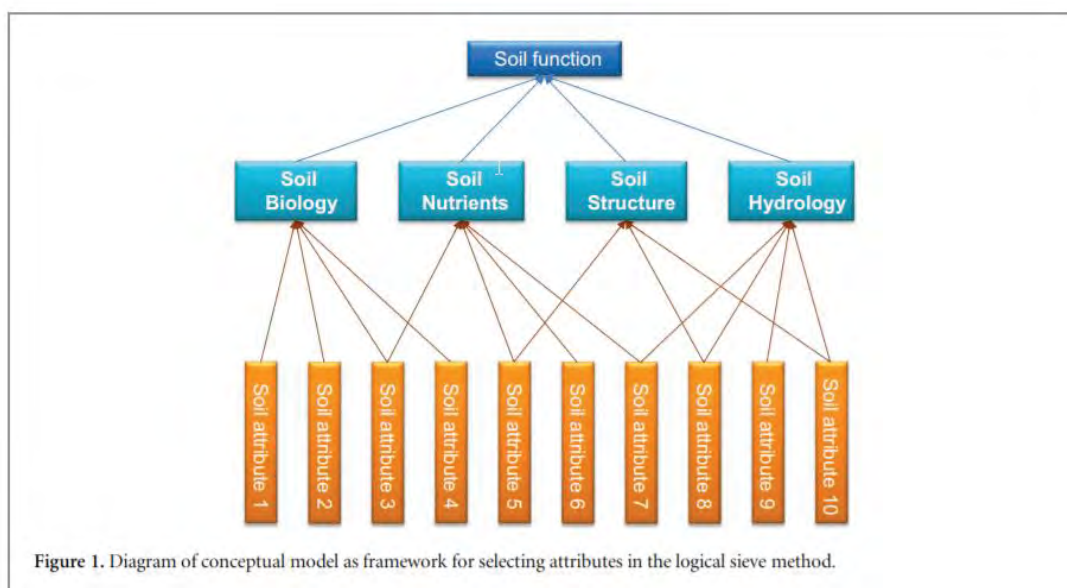 Soil function
Soil
Biology
Soil
Nutrients
Soil
Structure
Soil
Hydrology
Soil attribute 1
Soil attribute 2
Soil attribute 3
Soil attribute 4
Soil attribute 5
Soil attribute 6
Soil attribute 7
Soil attribute 8
Soil attribute 9
Soil attribute 10
Figure 1. Diagram of conceptual model as framework for selecting attributes in the logical sieve method.